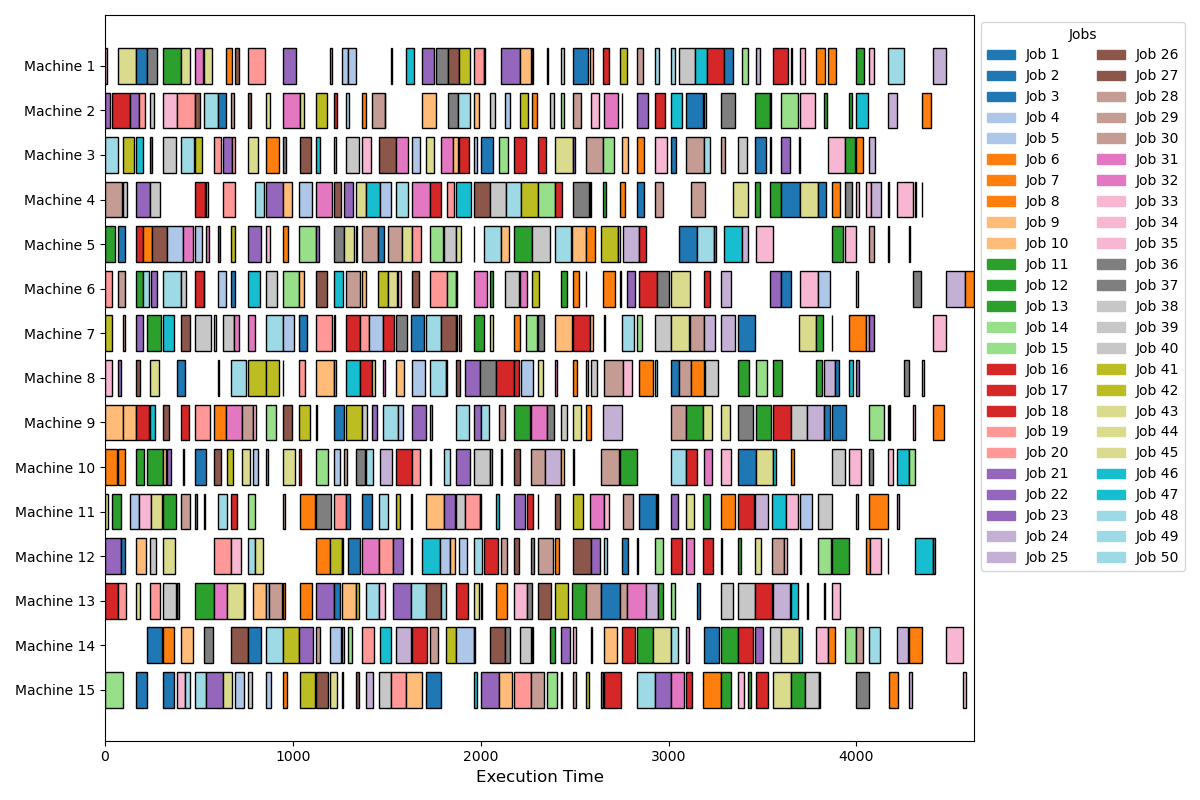 Machine 1
Machine 2
Machine 3
Machine 4
Machine 5
Machine 6
Machine 7
Machine 8
Machine 9
Machine 10
Machine 11
Machine 12
Machine 13
Machine 14
Machine 15
0 1000 2000 3000 4000
Execution Time
Jobs
Job 1
Job 2
Job 3
Job 4
Job 5
Job 6
Job 7
Job 8
Job 9
Job 10
Job 11
Job 12
Job 13
Job 14
Job 15
Job 16
Job 17
Job 18
Job 19
Job 20
Job 21
Job 22
Job 23
Job 24
Job 25
Job 26
Job 27
Job 28
Job 29
Job 30
Job 31
Job 32
Job 33
Job 34
Job 35
Job 36
Job 37
Job 38
Job 39
Job 40
Job 41
Job 42
Job 43
Job 44
Job 45
Job 46
Job 47
Job 48
Job 49
Job 50